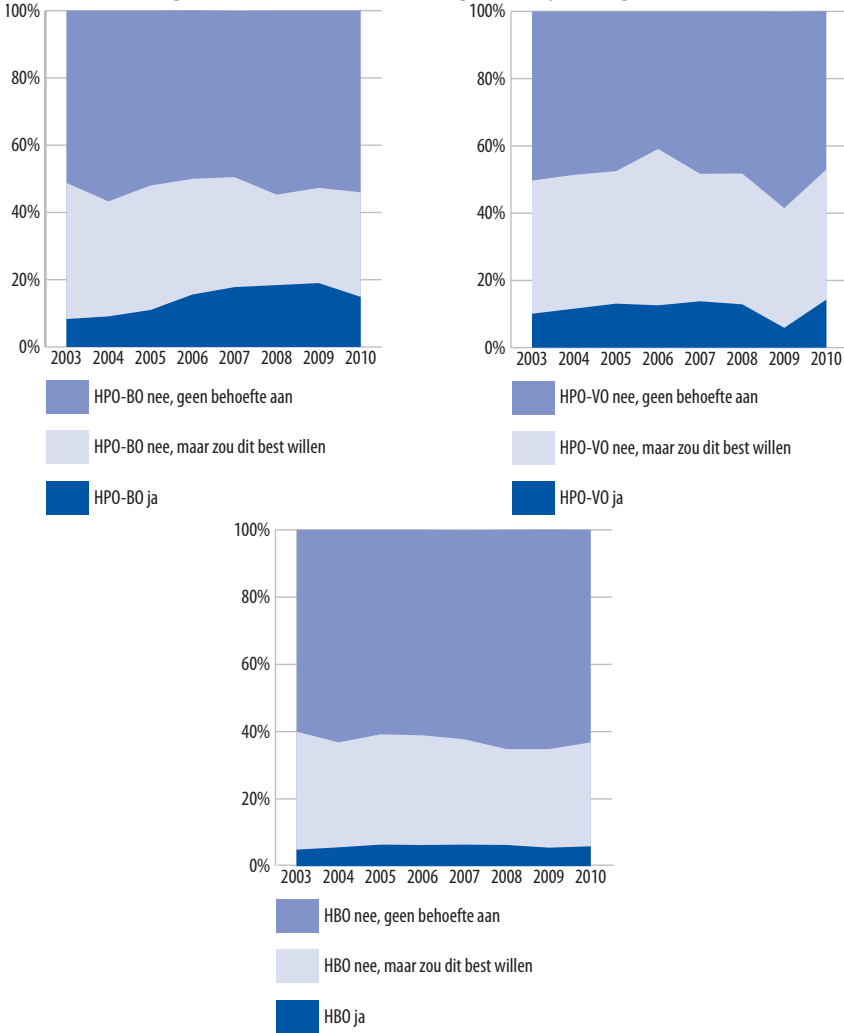 100%
80%
60%
40%
20%
0%
2003 2004 2005 2006 2007 2008 2009 2010
HPO-BO nee, geen behoefte aan
HPO-BO nee, maar zou dit best willen
HPO-BO ja
100%
80%
60%
40%
20%
0%
2003 2004 2005 2006 2007 2008 2009 2010
HPO-VO nee, geen behoefte aan
HPO-VO nee, maar zou dit best willen
HPO-VO ja
100%
80%
60%
40%
20%
0%
2003 2004 2005 2006 2007 2008 2009 2010
HBO nee, geen behoefte aan
HBO nee, maar zou dit best willen
HBO ja